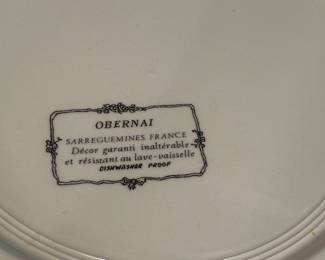 OBERNAI
SARREGUEMINES FRANCE
Décor garanti inaltérable
et résistant au lave-vaisselle
DISHWASHER PROOF